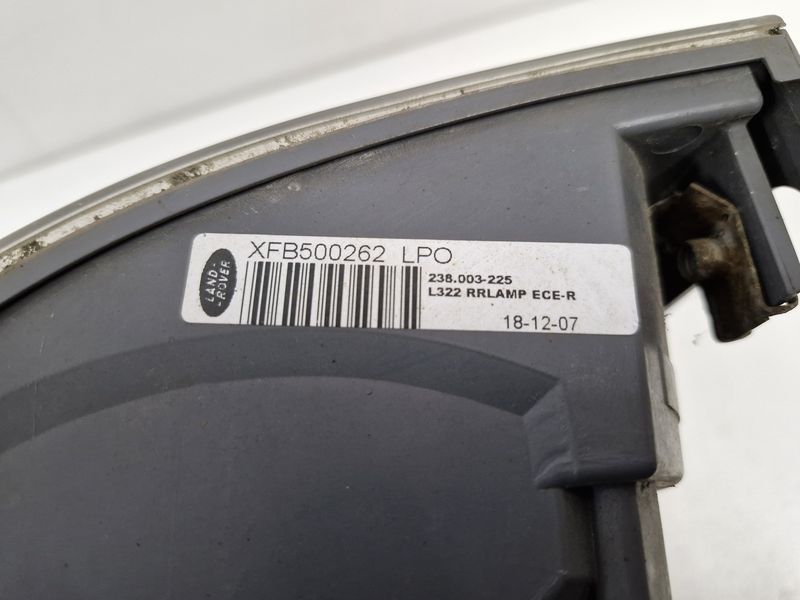 LAND-
-ROVER
XFB500262 LPO
238.003-225
L322 RRLAMP ECE-R
18-12-07